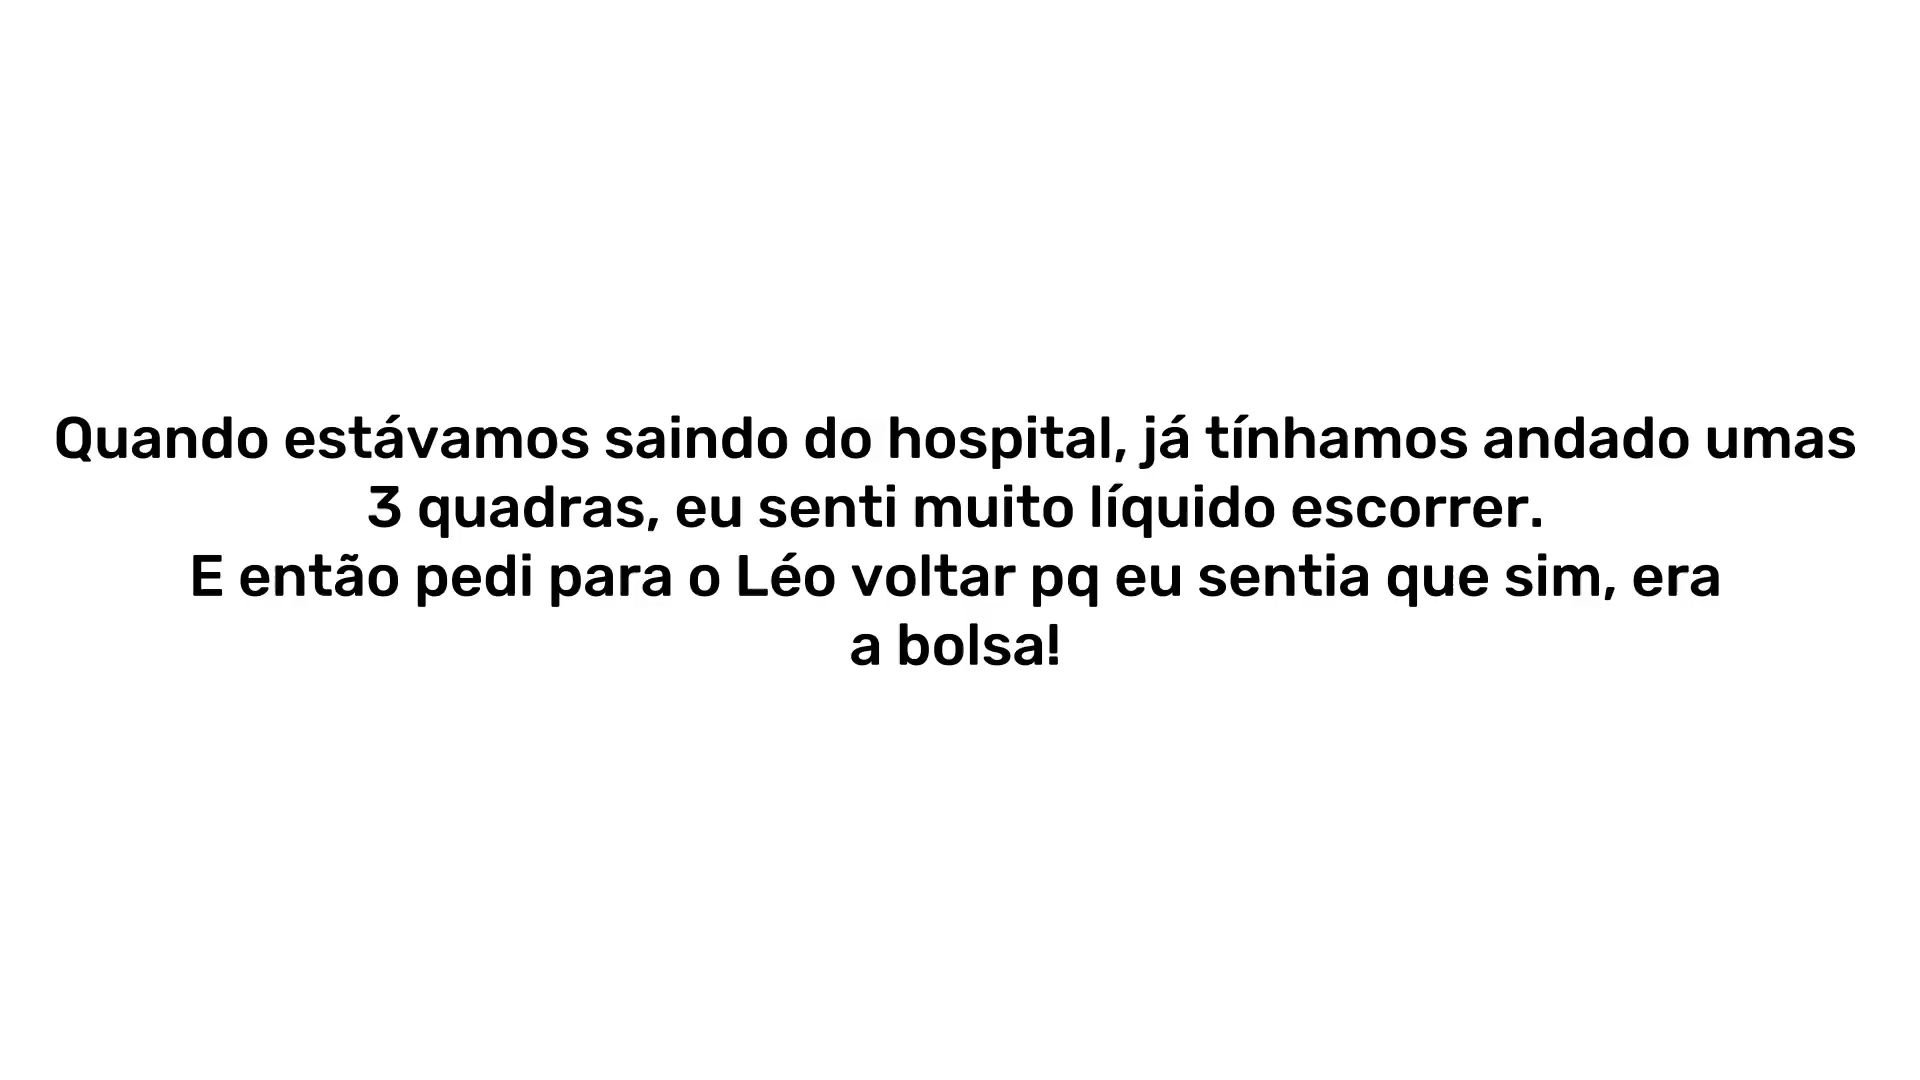 Quando estávamos saindo do hospital, já tínhamos andado umas
3 quadras, eu senti muito líquido escorrer.
E então pedi para o Léo voltar pq eu sentia que sim, era
a bolsa!